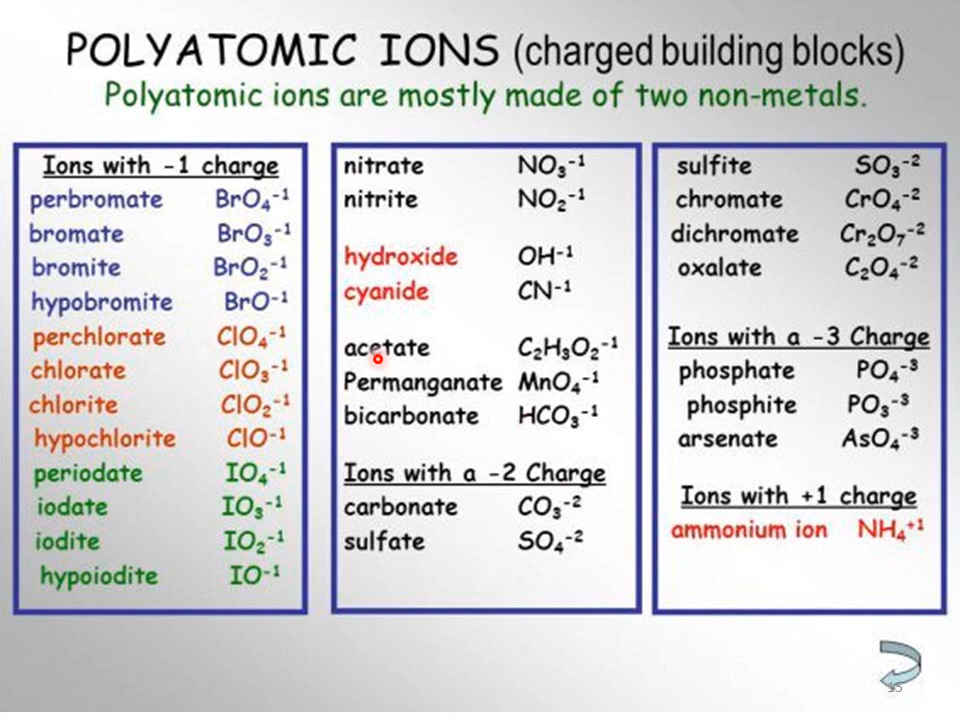 POLYATOMIC IONS (charged building blocks)
Polyatomic ions are mostly made of two non-metals.
Ions with -1 charge
perbromate BrO₄⁻¹
bromate BrO₃⁻¹
bromite BrO₂⁻¹
hypobromite BrO⁻¹
perchlorate ClO₄⁻¹
chlorate ClO₃⁻¹
chlorite ClO₂⁻¹
hypochlorite ClO⁻¹
periodate IO₄⁻¹
iodate IO₃⁻¹
iodite IO₂⁻¹
hypoiodite IO⁻¹
nitrate NO₃⁻¹
nitrite NO₂⁻¹
hydroxide OH⁻¹
cyanide CN⁻¹
acetate C₂H₃O₂⁻¹
Permanganate MnO₄⁻¹
bicarbonate HCO₃⁻¹
Ions with a -2 Charge
carbonate CO₃⁻²
sulfate SO₄⁻²
sulfite SO₃⁻²
chromate CrO₄⁻²
dichromate Cr₂O₇⁻²
oxalate C₂O₄⁻²
Ions with a -3 Charge
phosphate PO₄⁻³
phosphite PO₃⁻³
arsenate AsO₄⁻³
Ions with +1 charge
ammonium ion NH₄⁺¹
15